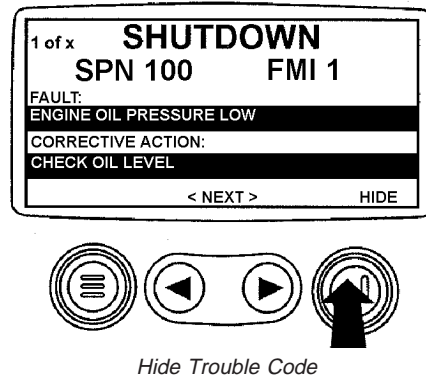 1 of x SHUTDOWN
SPN 100 FMI 1
FAULT:
ENGINE OIL PRESSURE LOW
CORRECTIVE ACTION:
CHECK OIL LEVEL
< NEXT > HIDE
Hide Trouble Code